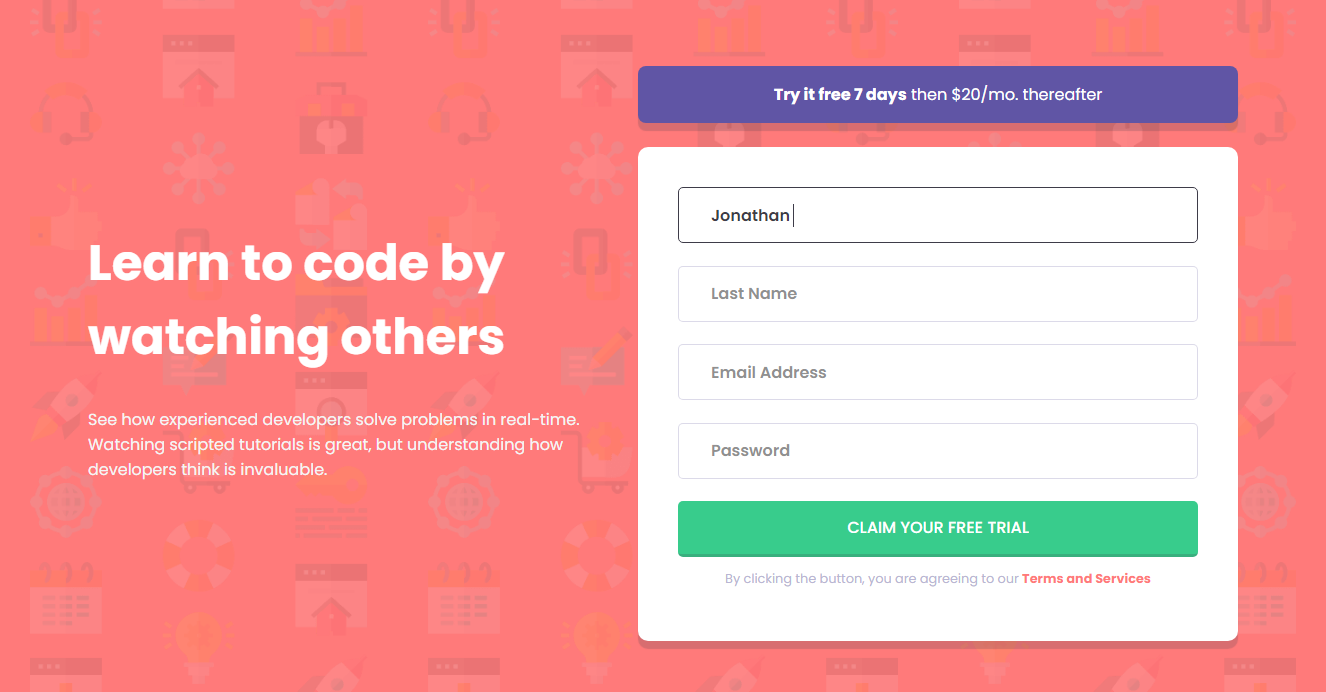 Learn to code by
watching others
See how experienced developers solve problems in real-time.
Watching scripted tutorials is great, but understanding how
developers think is invaluable.
Try it free 7 days then $20/mo. thereafter
Jonathan
Last Name
Email Address
Password
CLAIM YOUR FREE TRIAL
By clicking the button, you are agreeing to our Terms and Services